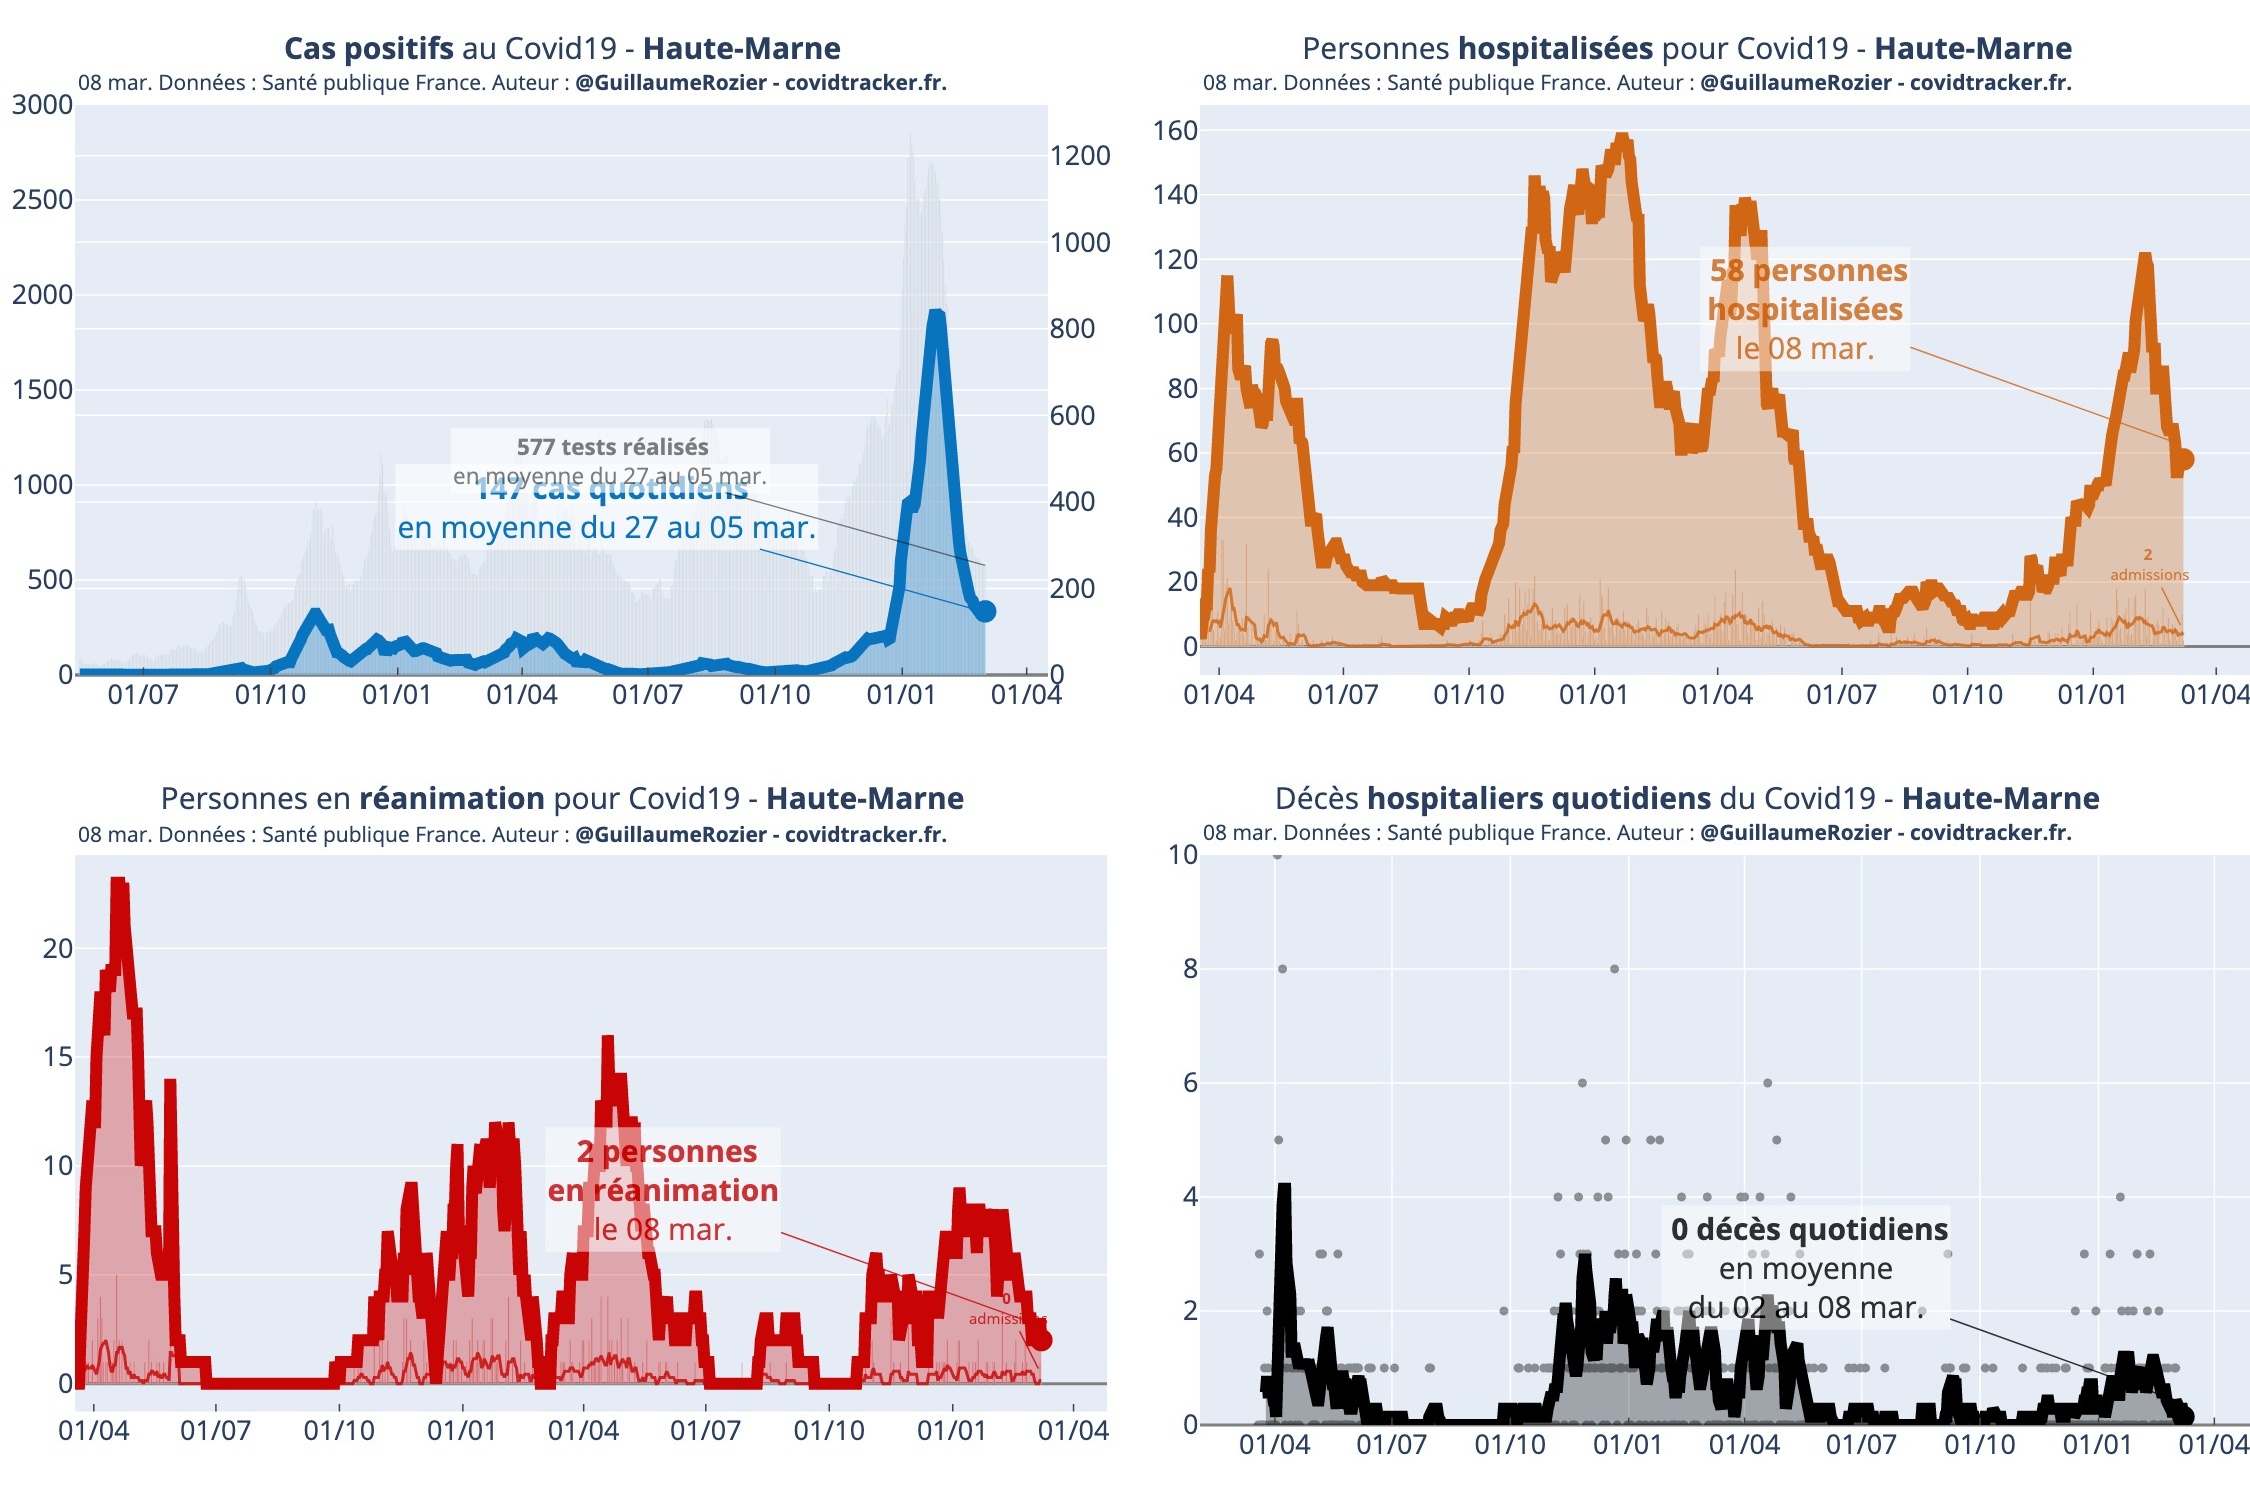 Cas positifs au Covid19 - Haute-Marne
08 mar. Données : Santé publique France. Auteur : @GuillaumeRozier - covidtracker.fr.
3000
2500
2000
1500
1000
500
0
1200
1000
800
600
400
200
0
577 tests réalisés
en moyenne du 27 au 05 mar.
147 cas quotidiens
en moyenne du 27 au 05 mar.
01/07 01/10 01/01 01/04 01/07 01/10 01/01 01/04
Personnes hospitalisées pour Covid19 - Haute-Marne
08 mar. Données : Santé publique France. Auteur : @GuillaumeRozier - covidtracker.fr.
160
140
120
100
80
60
40
20
0
58 personnes
hospitalisées
le 08 mar.
2
admissions
01/04 01/07 01/10 01/01 01/04 01/07 01/10 01/01 01/04
Personnes en réanimation pour Covid19 - Haute-Marne
08 mar. Données : Santé publique France. Auteur : @GuillaumeRozier - covidtracker.fr.
20
15
10
5
0
2 personnes
en réanimation
le 08 mar.
0
admissions
01/04 01/07 01/10 01/01 01/04 01/07 01/10 01/01 01/04
Décès hospitaliers quotidiens du Covid19 - Haute-Marne
08 mar. Données : Santé publique France. Auteur : @GuillaumeRozier - covidtracker.fr.
10
8
6
4
2
0
0 décès quotidiens
en moyenne
du 02 au 08 mar.
01/04 01/07 01/10 01/01 01/04 01/07 01/10 01/01 01/04